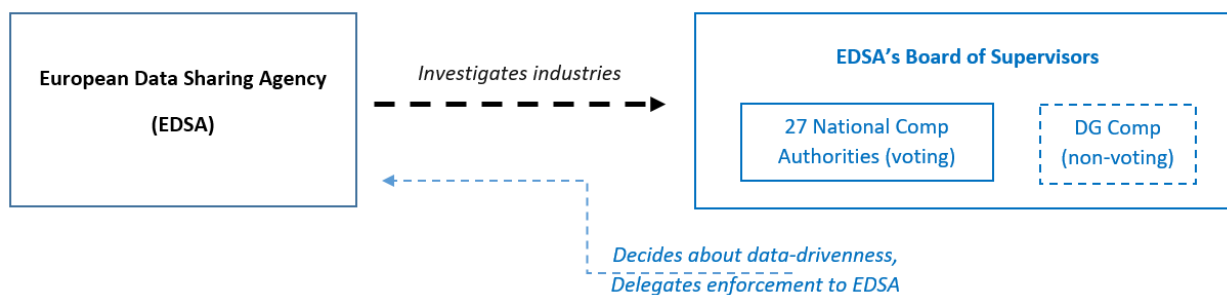 European Data Sharing Agency
(EDSA)
Investigates industries
EDSA's Board of Supervisors
27 National Comp
Authorities (voting)
DG Comp
(non-voting)
Decides about data-drivenness,
Delegates enforcement to EDSA